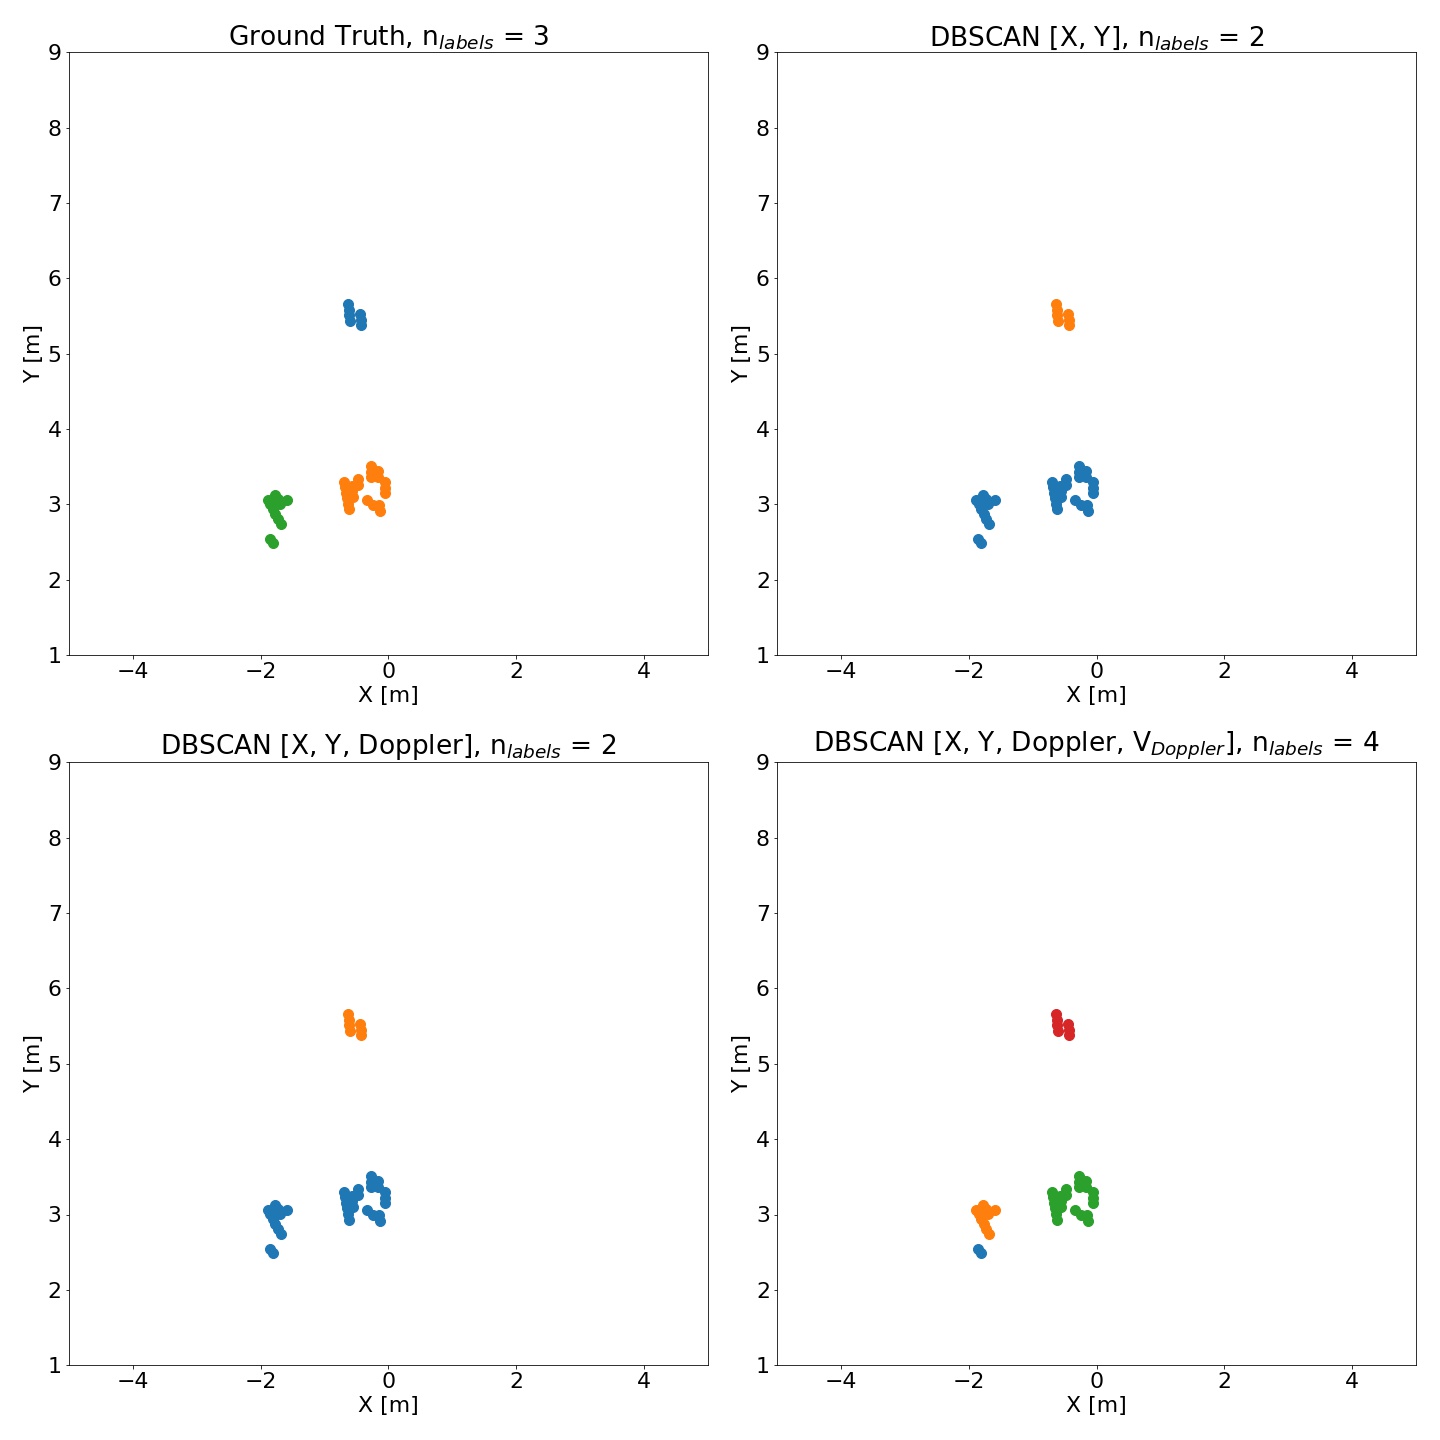 Ground Truth, n_labels = 3
9
8
7
6
5
4
3
2
1
Y [m]
−4 −2 0 2 4
X [m]
DBSCAN [X, Y], n_labels = 2
9
8
7
6
5
4
3
2
1
Y [m]
−4 −2 0 2 4
X [m]
DBSCAN [X, Y, Doppler], n_labels = 2
9
8
7
6
5
4
3
2
1
Y [m]
−4 −2 0 2 4
X [m]
DBSCAN [X, Y, Doppler, V_Doppler], n_labels = 4
9
8
7
6
5
4
3
2
1
Y [m]
−4 −2 0 2 4
X [m]